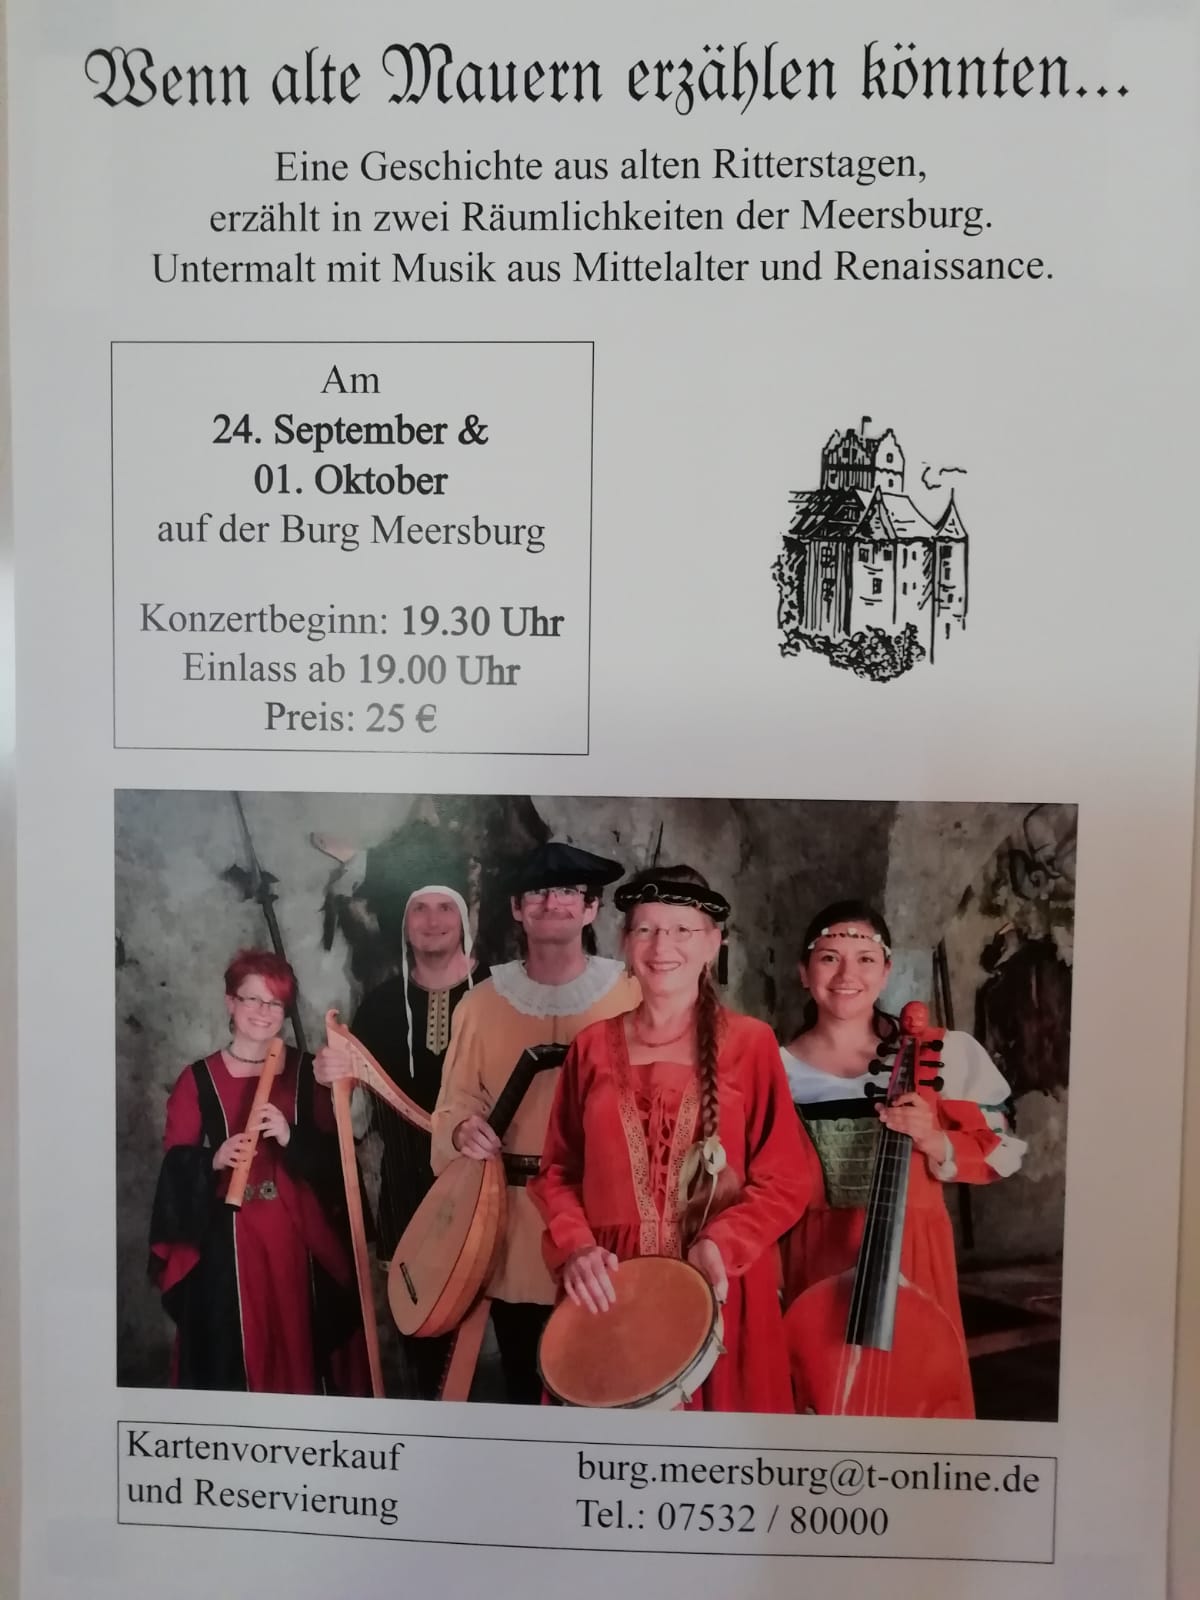 Wenn alte Mauern erzählen könnten...
Eine Geschichte aus alten Ritterstagen,
erzählt in zwei Räumlichkeiten der Meersburg.
Untermalt mit Musik aus Mittelalter und Renaissance.
Am
24. September &
01. Oktober
auf der Burg Meersburg
Konzertbeginn: 19.30 Uhr
Einlass ab 19.00 Uhr
Preis: 25 €
Kartenvorverkauf
und Reservierung
burg.meersburg@t-online.de
Tel.: 07532 / 80000